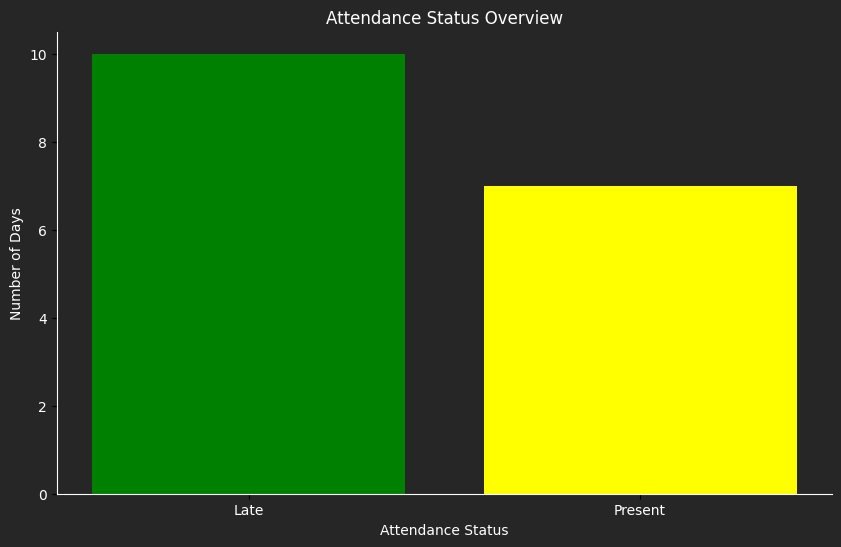 Attendance Status Overview
10
8
6
4
2
0
Number of Days
Late
Present
Attendance Status